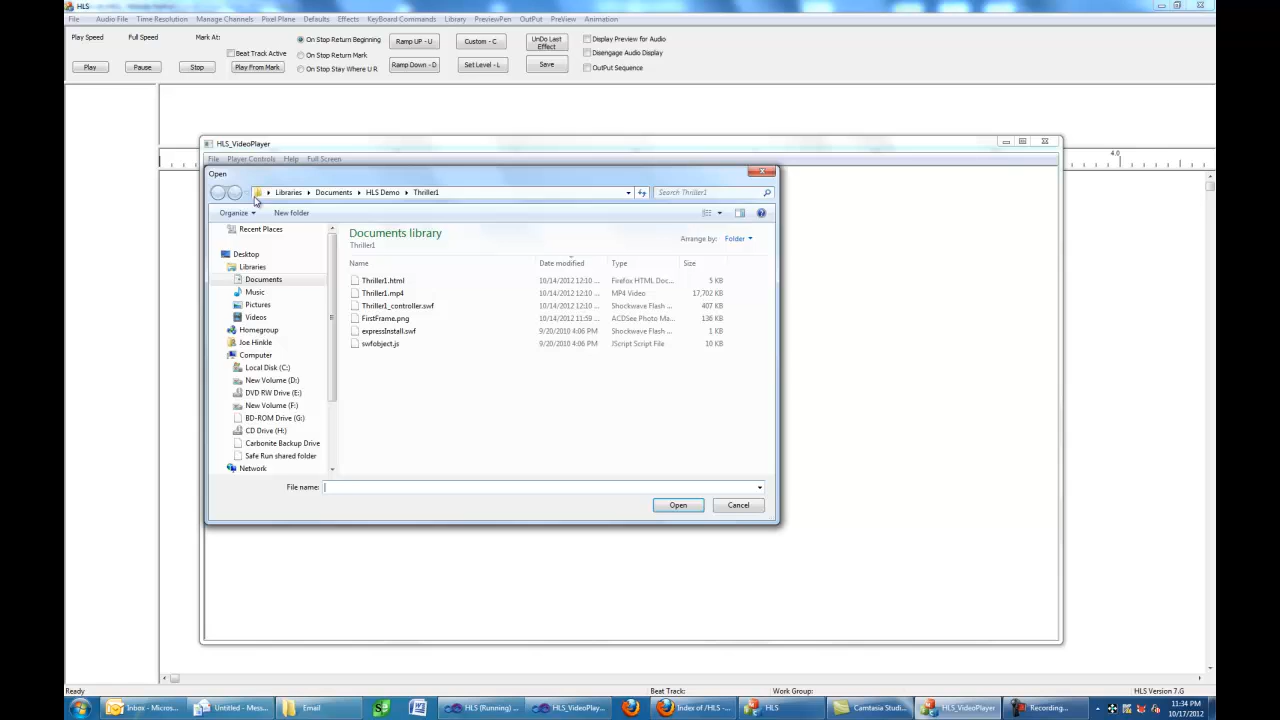 HLS
File Audio File Time Resolution Manage Channels Pixel Plane Defaults Effects KeyBoard Commands Library PreviewPen OutPut PreView Animation
Play Speed Full Speed Mark At:
Beat Track Active
On Stop Return Beginning
On Stop Return Mark
On Stop Stay Where U R
Play Pause Stop Play From Mark
Ramp UP - U
Ramp Down - D
Custom - C
Set Level - L
UnDo Last
Effect
Save
Display Preview for Audio
Disengage Audio Display
OutPut Sequence
4.0
HLS_VideoPlayer
File Player Controls Help Full Screen
Open
Libraries Documents HLS Demo Thriller1
Search Thriller1
Organize New folder
Recent Places
Desktop
Libraries
Documents
Music
Pictures
Videos
Homegroup
Joe Hinkle
Computer
Local Disk (C:)
New Volume (D:)
DVD RW Drive (E:)
New Volume (F:)
BD-ROM Drive (G:)
CD Drive (H:)
Carbonite Backup Drive
Safe Run shared folder
Network
Documents library
Thriller1
Arrange by: Folder
Name Date modified Type Size
Thriller1.html 10/14/2012 12:10 ... Firefox HTML Doc... 5 KB
Thriller1.mp4 10/14/2012 12:10 ... MP4 Video 17,702 KB
Thriller1_controller.swf 10/14/2012 12:10 ... Shockwave Flash ... 407 KB
FirstFrame.png 10/14/2012 11:59 ... ACDSee Photo Ma... 136 KB
expressInstall.swf 9/20/2010 4:06 PM Shockwave Flash ... 1 KB
swfobject.js 9/20/2010 4:06 PM JScript Script File 10 KB
File name:
Open Cancel
Ready Beat Track: Work Group: HLS Version 7.G
Inbox - Micros... Untitled - Mess... Email HLS (Running) ... HLS_VideoPlay... Index of /HLS - ... HLS Camtasia Studi... HLS_VideoPlayer Recording...
11:34 PM
10/17/2012